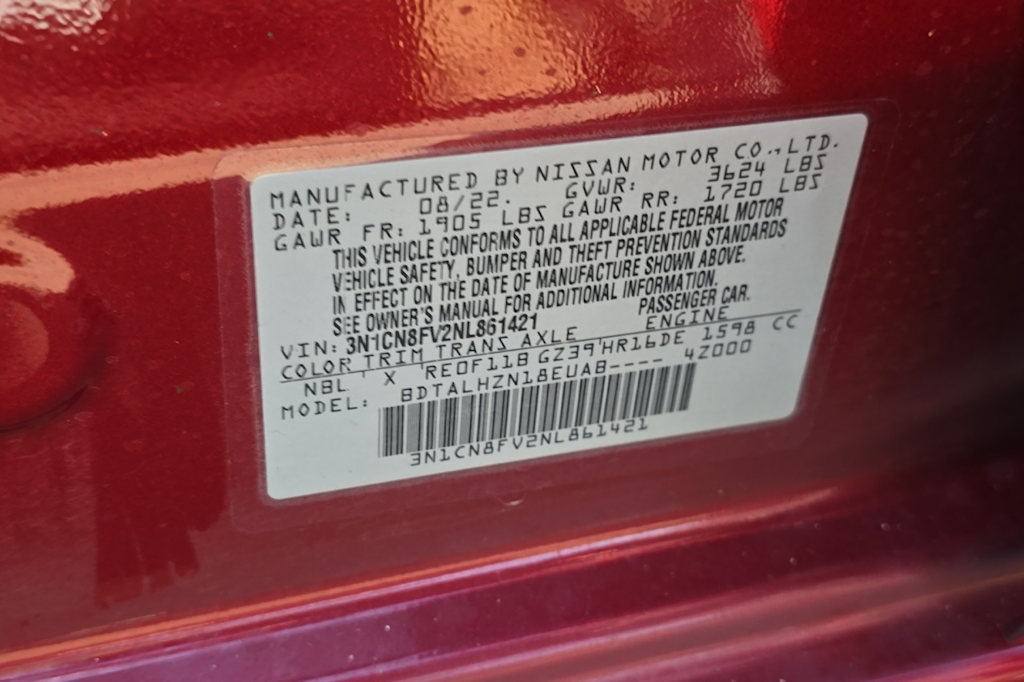 MANUFACTURED BY NISSAN MOTOR CO.,LTD.
DATE: 08/22. GVWR: 3624 LBS
GAWR FR: 1905 LBS GAWR RR: 1720 LBS
THIS VEHICLE CONFORMS TO ALL APPLICABLE FEDERAL MOTOR
VEHICLE SAFETY, BUMPER AND THEFT PREVENTION STANDARDS
IN EFFECT ON THE DATE OF MANUFACTURE SHOWN ABOVE.
SEE OWNER'S MANUAL FOR ADDITIONAL INFORMATION.
VIN: 3N1CN8FV2NL861421 PASSENGER CAR.
COLOR TRIM TRANS AXLE ENGINE
NBL ' X 'RE0F11B GZ39'HR16DE 1598 CC
MODEL: BDTALHZN18EUAB---- 4Z000
3N1CN8FV2NL861421